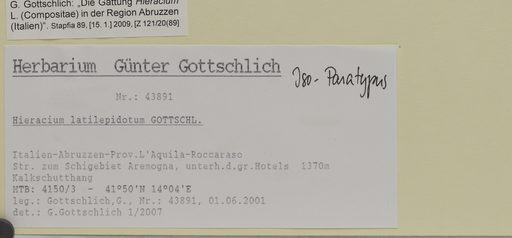 G. Gottschlich: „Die Gattung Hieracium
L. (Compositae) in der Region Abruzzen
(Italien)". Stapfia 89, [15. 1.] 2009, [Z 121/20(89]
Herbarium Günter Gottschlich
Iso- Paratypus
Nr.: 43891
Hieracium latilepidotum GOTTSCHL.
Italien-Abruzzen-Prov.L'Aquila-Roccaraso
Str. zum Schigebiet Aremogna, unterh.d.gr.Hotels 1370m
Kalkschutthang
MTB: 4150/3 - 41°50'N 14°04'E
leg.: Gottschlich,G., Nr.: 43891, 01.06.2001
det.: G.Gottschlich 1/2007